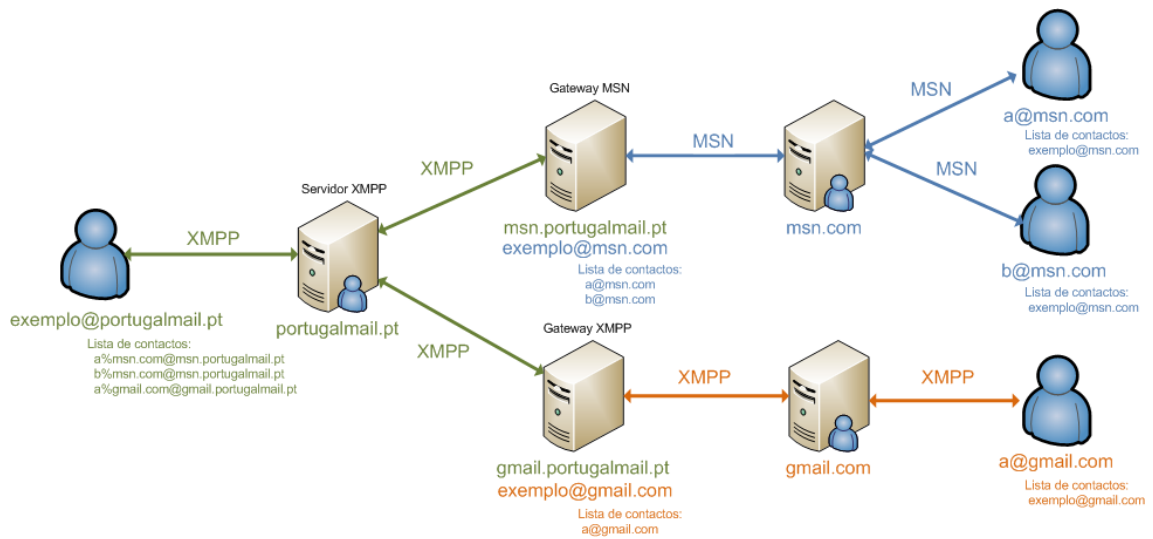 Gateway MSN
MSN
a@msn.com
Lista de contactos:
exemplo@msn.com
XMPP
MSN
MSN
Servidor XMPP
msn.portugalmail.pt
exemplo@msn.com
msn.com
Lista de contactos:
a@msn.com
b@msn.com
b@msn.com
Lista de contactos:
exemplo@msn.com
XMPP
exemplo@portugalmail.pt
portugalmail.pt
Lista de contactos:
a%msn.com@msn.portugalmail.pt
b%msn.com@msn.portugalmail.pt
a%gmail.com@gmail.portugalmail.pt
XMPP
Gateway XMPP
XMPP
XMPP
gmail.portugalmail.pt
exemplo@gmail.com
gmail.com
a@gmail.com
Lista de contactos:
a@gmail.com
Lista de contactos:
exemplo@gmail.com